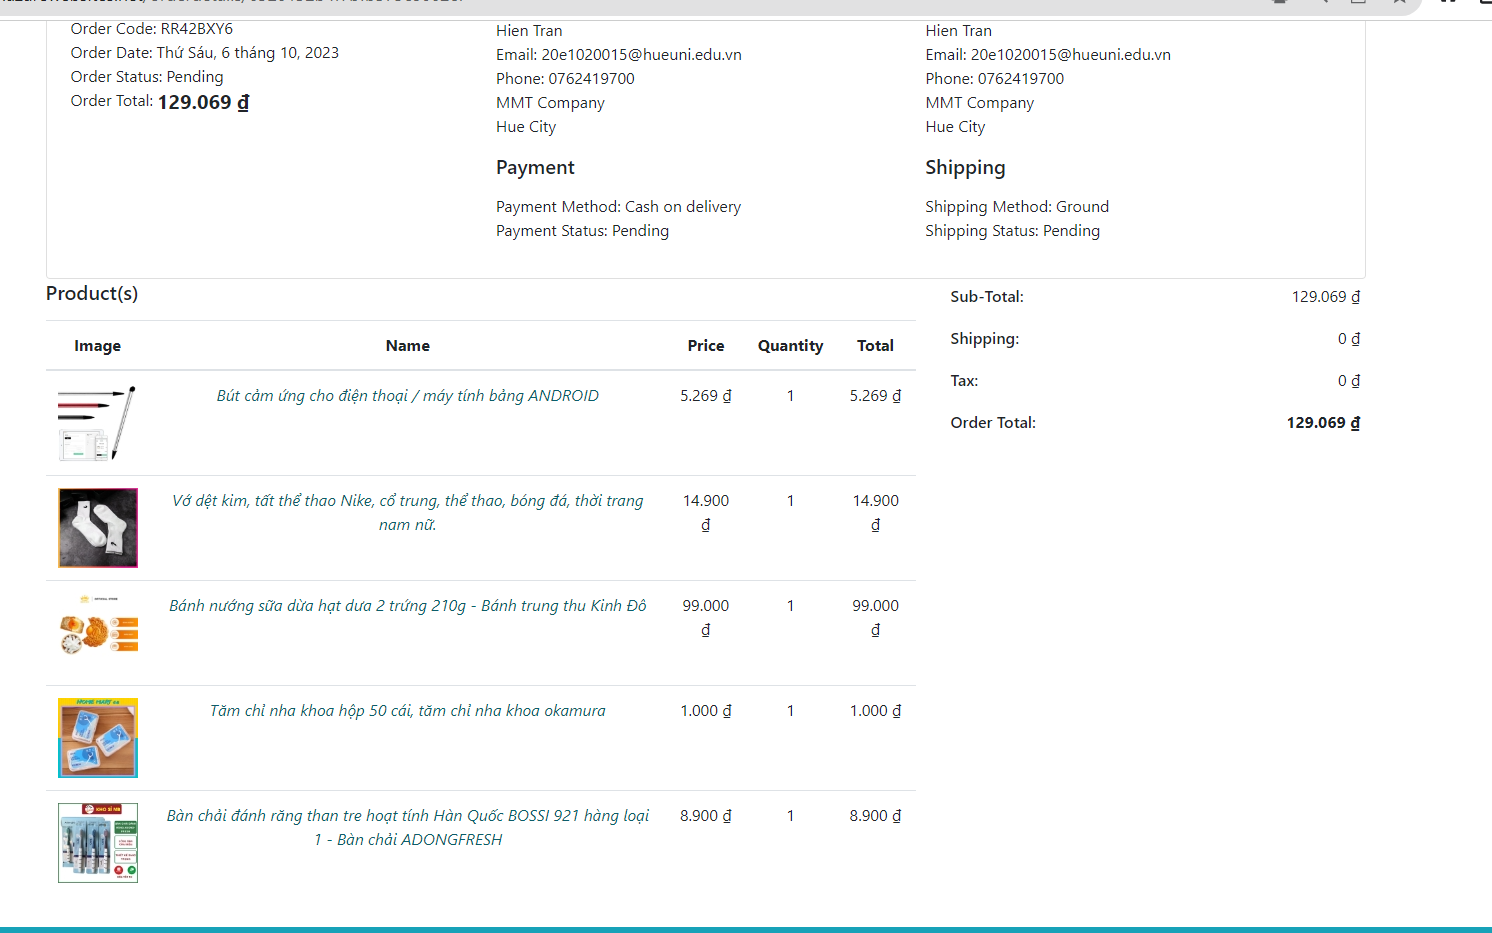 Order Code: RR42BXY6
Order Date: Thứ Sáu, 6 tháng 10, 2023
Order Status: Pending
Order Total: 129.069 ₫
Hien Tran
Email: 20e1020015@hueuni.edu.vn
Phone: 0762419700
MMT Company
Hue City
Payment
Payment Method: Cash on delivery
Payment Status: Pending
Hien Tran
Email: 20e1020015@hueuni.edu.vn
Phone: 0762419700
MMT Company
Hue City
Shipping
Shipping Method: Ground
Shipping Status: Pending
Product(s)
Image Name Price Quantity Total
Bút cảm ứng cho điện thoại / máy tính bảng ANDROID 5.269 ₫ 1 5.269 ₫
Vớ dệt kim, tất thể thao Nike, cổ trung, thể thao, bóng đá, thời trang 14.900 1 14.900
nam nữ. ₫ ₫
Bánh nướng sữa dừa hạt dưa 2 trứng 210g - Bánh trung thu Kinh Đô 99.000 1 99.000
₫ ₫
HOME MART
Tăm chỉ nha khoa hộp 50 cái, tăm chỉ nha khoa okamura 1.000 ₫ 1 1.000 ₫
KHO SỈ MB
Bàn chải đánh răng than tre hoạt tính Hàn Quốc BOSSI 921 hàng loại 8.900 ₫ 1 8.900 ₫
1 - Bàn chải ADONGFRESH
Sub-Total: 129.069 ₫
Shipping: 0 ₫
Tax: 0 ₫
Order Total: 129.069 ₫